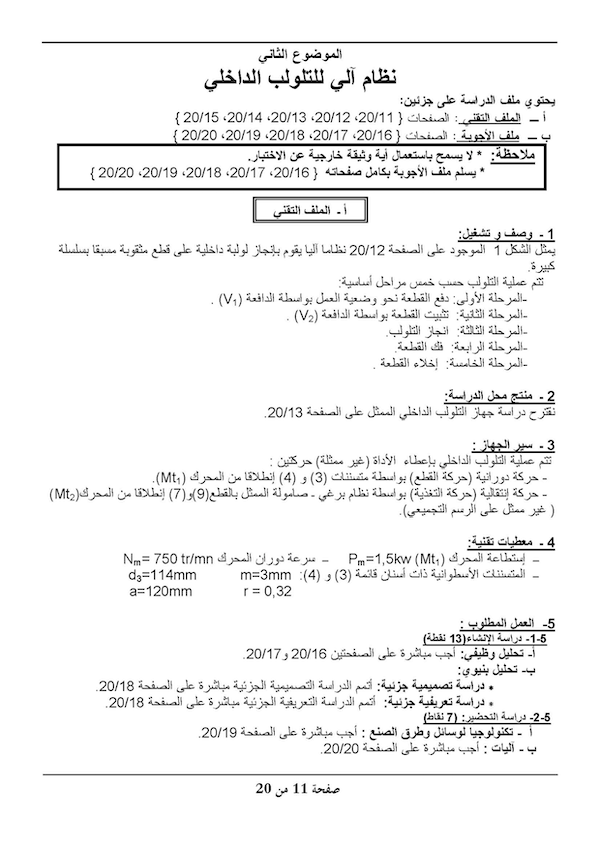 الموضوع الثاني
نظام آلي للتلولب الداخلي
يحتوي ملف الدراسة على جزئين:
أ – الملف التقني : الصفحات { 20/11، 20/12، 20/13، 20/14، 20/15 }
ب – ملف الأجوبة : الصفحات { 20/16، 20/17، 20/18، 20/19، 20/20 }
ملاحظة: * لا يسمح باستعمال أية وثيقة خارجية عن الاختبار.
* يسلم ملف الأجوبة بكامل صفحاته { 20/16، 20/17، 20/18، 20/19، 20/20 }
أ - الملف التقني
1 - وصف و تشغيل:
يمثل الشكل 1 الموجود على الصفحة 20/12 نظاما آليا يقوم بإنجاز لولبة داخلية على قطع مثقوبة مسبقا بسلسلة
كبيرة.
تتم عملية التلولب حسب خمس مراحل أساسية:
-المرحلة الأولى: دفع القطعة نحو وضعية العمل بواسطة الدافعة (V1) .
-المرحلة الثانية: تثبيت القطعة بواسطة الدافعة (V2) .
-المرحلة الثالثة: انجاز التلولب.
-المرحلة الرابعة: فك القطعة.
-المرحلة الخامسة: إخلاء القطعة .
2 - منتج محل الدراسة:
نقترح دراسة جهاز التلولب الداخلي الممثل على الصفحة 20/13.
3 - سير الجهاز :
تتم عملية التلولب الداخلي بإعطاء الأداة (غير ممثلة) حركتين :
- حركة دورانية (حركة القطع) بواسطة متسننات (3) و (4) إنطلاقا من المحرك (Mt1).
- حركة إنتقالية (حركة التغذية) بواسطة نظام برغي - صامولة الممثل بالقطع(9)و(7) إنطلاقا من المحرك(Mt2)
( غير ممثل على الرسم التجميعي).
4 - معطيات تقنية:
– إستطاعة المحرك (Mt1) Pm=1,5kw – سرعة دوران المحرك Nm= 750 tr/mn
– المتسننات الأسطوانية ذات أسنان قائمة (3) و (4): m=3mm d3=114mm
r = 0,32 a=120mm
5- العمل المطلوب :
5-1- دراسة الإنشاء(13 نقطة)
أ- تحليل وظيفي: أجب مباشرة على الصفحتين 20/16 و20/17.
ب- تحليل بنيوي:
* دراسة تصميمية جزئية: أتمم الدراسة التصميمية الجزئية مباشرة على الصفحة 20/18.
* دراسة تعريفية جزئية: أتمم الدراسة التعريفية الجزئية مباشرة على الصفحة 20/18.
5-2- دراسة التحضير: (7 نقاط)
أ - تكنولوجيا لوسائل وطرق الصنع : أجب مباشرة على الصفحة 20/19.
ب - آليات : أجب مباشرة على الصفحة 20/20.
صفحة 11 من 20